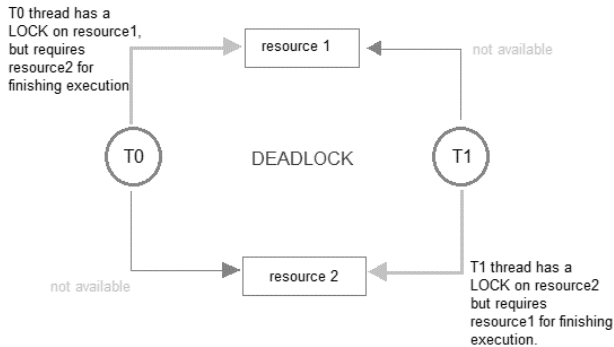 T0 thread has a
LOCK on resource1,
but requires
resource2 for
finishing execution
resource 1
not available
T0
DEADLOCK
T1
not available
resource 2
T1 thread has a
LOCK on resource2
but requires
resource1 for finishing
execution.